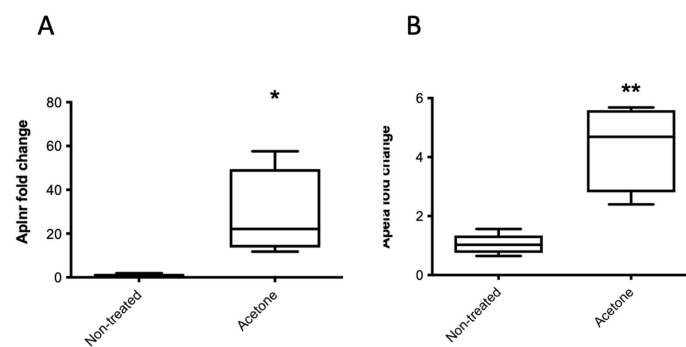 A
B
*
**
80
60
40
20
0
Aplnr fold change
Non-treated
Acetone
6
4
2
0
Apela fold change
Non-treated
Acetone